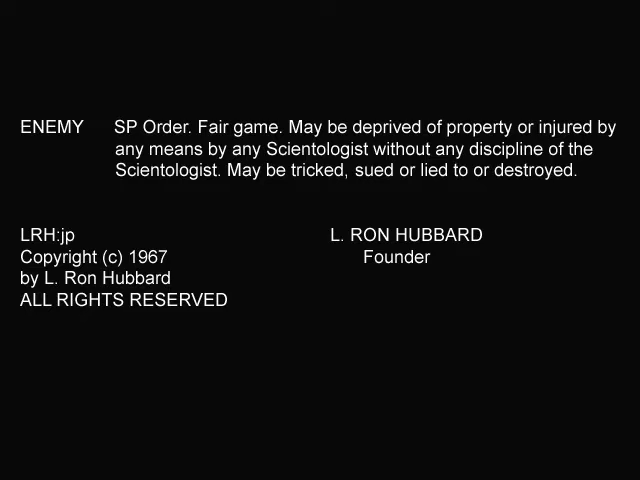 ENEMY SP Order. Fair game. May be deprived of property or injured by
any means by any Scientologist without any discipline of the
Scientologist. May be tricked, sued or lied to or destroyed.
LRH:jp L. RON HUBBARD
Copyright (c) 1967 Founder
by L. Ron Hubbard
ALL RIGHTS RESERVED